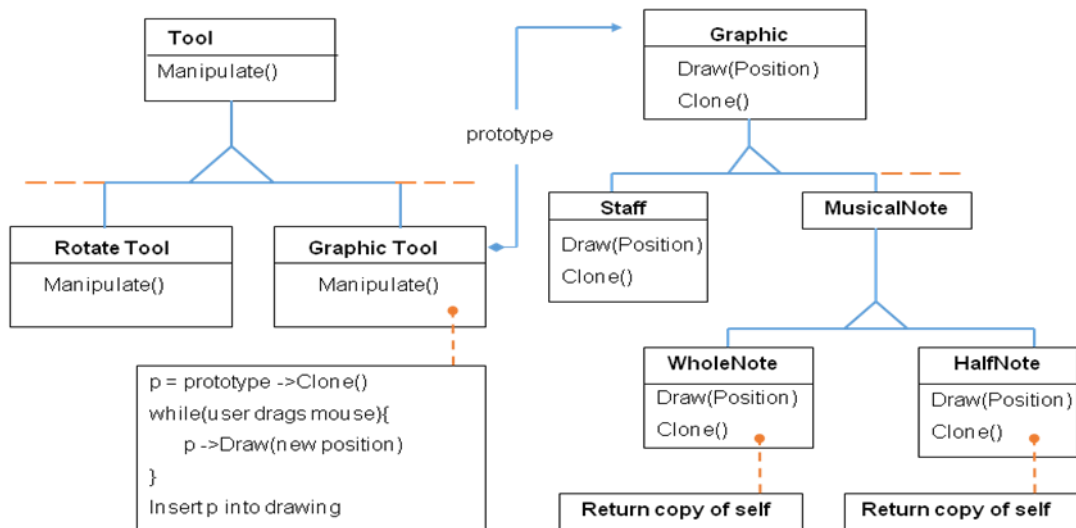 Tool
Manipulate()
Graphic
Draw(Position)
Clone()
prototype
Rotate Tool
Manipulate()
Graphic Tool
Manipulate()
Staff
Draw(Position)
Clone()
MusicalNote
p = prototype ->Clone()
while(user drags mouse){
p ->Draw(new position)
}
Insert p into drawing
WholeNote
Draw(Position)
Clone()
HalfNote
Draw(Position)
Clone()
Return copy of self
Return copy of self